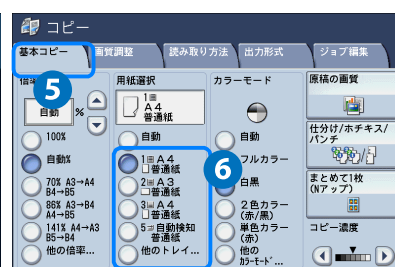 コピー
基本コピー
画質調整
読み取り方法
出力形式
ジョブ編集
5
自動
%
100%
自動%
70% A3→A4
B4→B5
86% A3→B4
A4→B5
141% A4→A3
B5→B4
他の倍率...
用紙選択
1
A4
普通紙
自動
6
1 A4
普通紙
2 A3
普通紙
3 A4
普通紙
5 自動検知
普通紙
他のトレイ...
カラーモード
自動
フルカラー
白黒
2色カラー
(赤/黒)
単色カラー
(赤)
他の
カラーモード...
原稿の画質
仕分け/ホチキス/
パンチ
まとめて1枚
(Nアップ)
コピー濃度